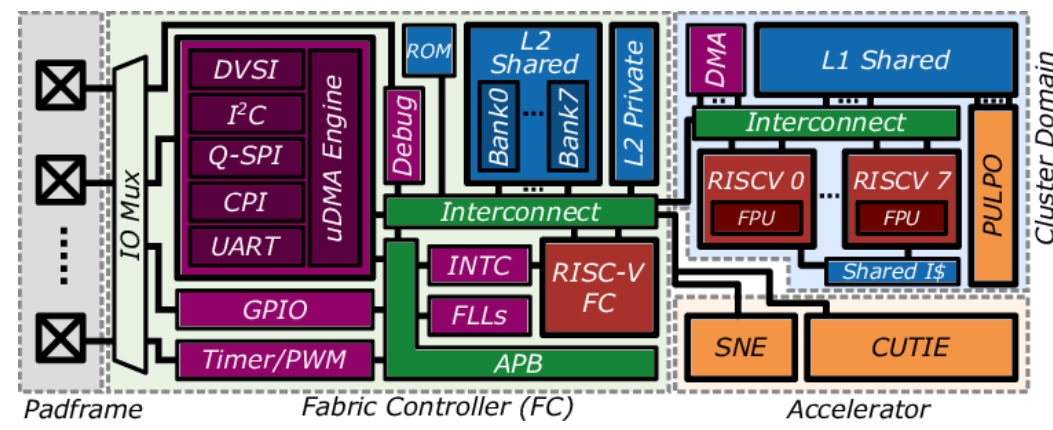 DVSI
I²C
Q-SPI
CPI
UART
uDMA Engine
IO Mux
GPIO
Timer/PWM
Debug
ROM
L2
Shared
Bank0
...
Bank7
...
L2 Private
Interconnect
INTC
FLLs
RISC-V
FC
APB
DMA
L1 Shared
Interconnect
RISCV 0
FPU
...
RISCV 7
FPU
Shared I$
PULPO
Cluster Domain
SNE
CUTIE
Padframe
Fabric Controller (FC)
Accelerator